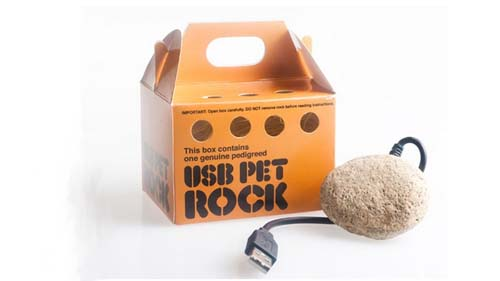 IMPORTANT: Open box carefully. DO NOT remove rock before reading instructions.
This box contains
one genuine pedigreed
USB PET
ROCK